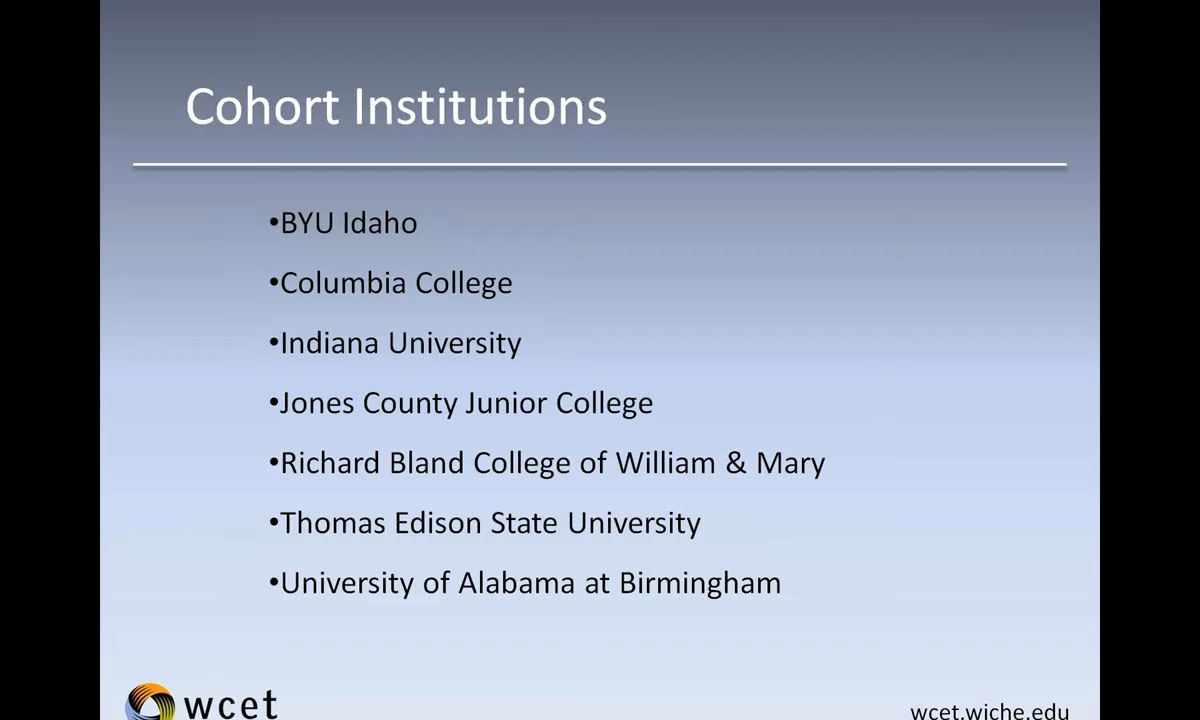 Cohort Institutions
•BYU Idaho
•Columbia College
•Indiana University
•Jones County Junior College
•Richard Bland College of William & Mary
•Thomas Edison State University
•University of Alabama at Birmingham
wcet
wcet.wiche.edu